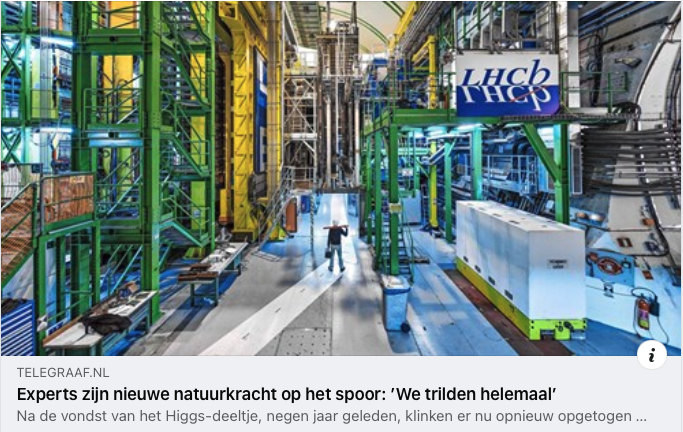 LHCb
LHCb
TELEGRAAF.NL
Experts zijn nieuwe natuurkracht op het spoor: ’We trilden helemaal’
Na de vondst van het Higgs-deeltje, negen jaar geleden, klinken er nu opnieuw opgetogen ...